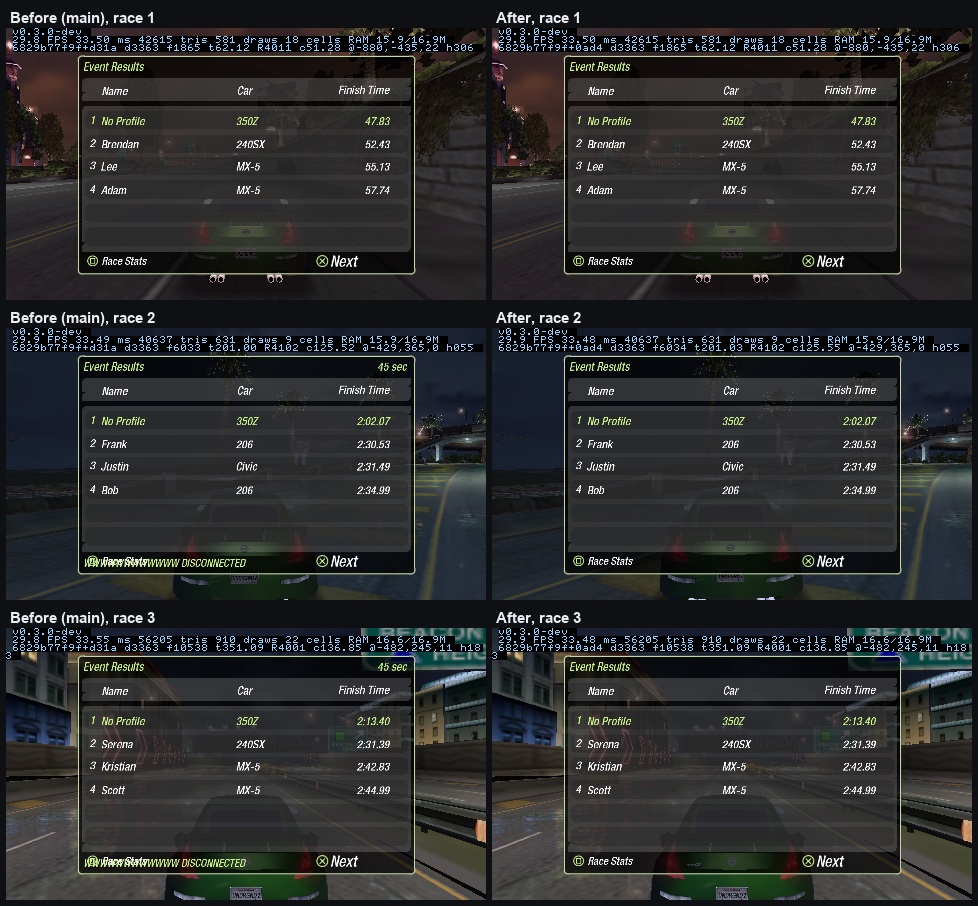 Before (main), race 1
v0.3.0-dev
29.8 FPS 33.50 ms 42615 tris 581 draws 18 cells RAM 15.9/16.9M
6829b77f9ff+d31a d3363 f1865 t62.12 R4011 c51.28 @-880,-435,22 h306
Event Results
Name Car Finish Time
1 No Profile 350Z 47.83
2 Brendan 240SX 52.43
3 Lee MX-5 55.13
4 Adam MX-5 57.74
Race Stats Next
After, race 1
v0.3.0-dev
29.8 FPS 33.50 ms 42615 tris 581 draws 18 cells RAM 15.9/16.9M
6829b77f9ff+0ad4 d3363 f1865 t62.12 R4011 c51.28 @-880,-435,22 h306
Event Results
Name Car Finish Time
1 No Profile 350Z 47.83
2 Brendan 240SX 52.43
3 Lee MX-5 55.13
4 Adam MX-5 57.74
Race Stats Next
Before (main), race 2
v0.3.0-dev
29.9 FPS 33.49 ms 40637 tris 631 draws 9 cells RAM 15.9/16.9M
6829b77f9ff+d31a d3363 f6033 t201.00 R4102 c125.52 @-429,365,0 h055
Event Results 45 sec
Name Car Finish Time
1 No Profile 350Z 2:02.07
2 Frank 206 2:30.53
3 Justin Civic 2:31.49
4 Bob 206 2:34.99
Race Stats Next
DISCONNECTED
After, race 2
v0.3.0-dev
29.9 FPS 33.48 ms 40637 tris 631 draws 9 cells RAM 15.9/16.9M
6829b77f9ff+0ad4 d3363 f6034 t201.03 R4102 c125.55 @-429,365,0 h055
Event Results
Name Car Finish Time
1 No Profile 350Z 2:02.07
2 Frank 206 2:30.53
3 Justin Civic 2:31.49
4 Bob 206 2:34.99
Race Stats Next
Before (main), race 3
v0.3.0-dev
29.8 FPS 33.55 ms 56205 tris 910 draws 22 cells RAM 16.6/16.9M
6829b77f9ff+d31a d3363 f10538 t351.09 R4001 c136.85 @-482,245,11 h18
3
Event Results 45 sec
Name Car Finish Time
1 No Profile 350Z 2:13.40
2 Serena 240SX 2:31.39
3 Kristian MX-5 2:42.83
4 Scott MX-5 2:44.99
Race Stats Next
DISCONNECTED
After, race 3
v0.3.0-dev
29.9 FPS 33.48 ms 56205 tris 910 draws 22 cells RAM 16.6/16.9M
6829b77f9ff+0ad4 d3363 f10538 t351.09 R4001 c136.85 @-482,245,11 h18
3
Event Results
Name Car Finish Time
1 No Profile 350Z 2:13.40
2 Serena 240SX 2:31.39
3 Kristian MX-5 2:42.83
4 Scott MX-5 2:44.99
Race Stats Next